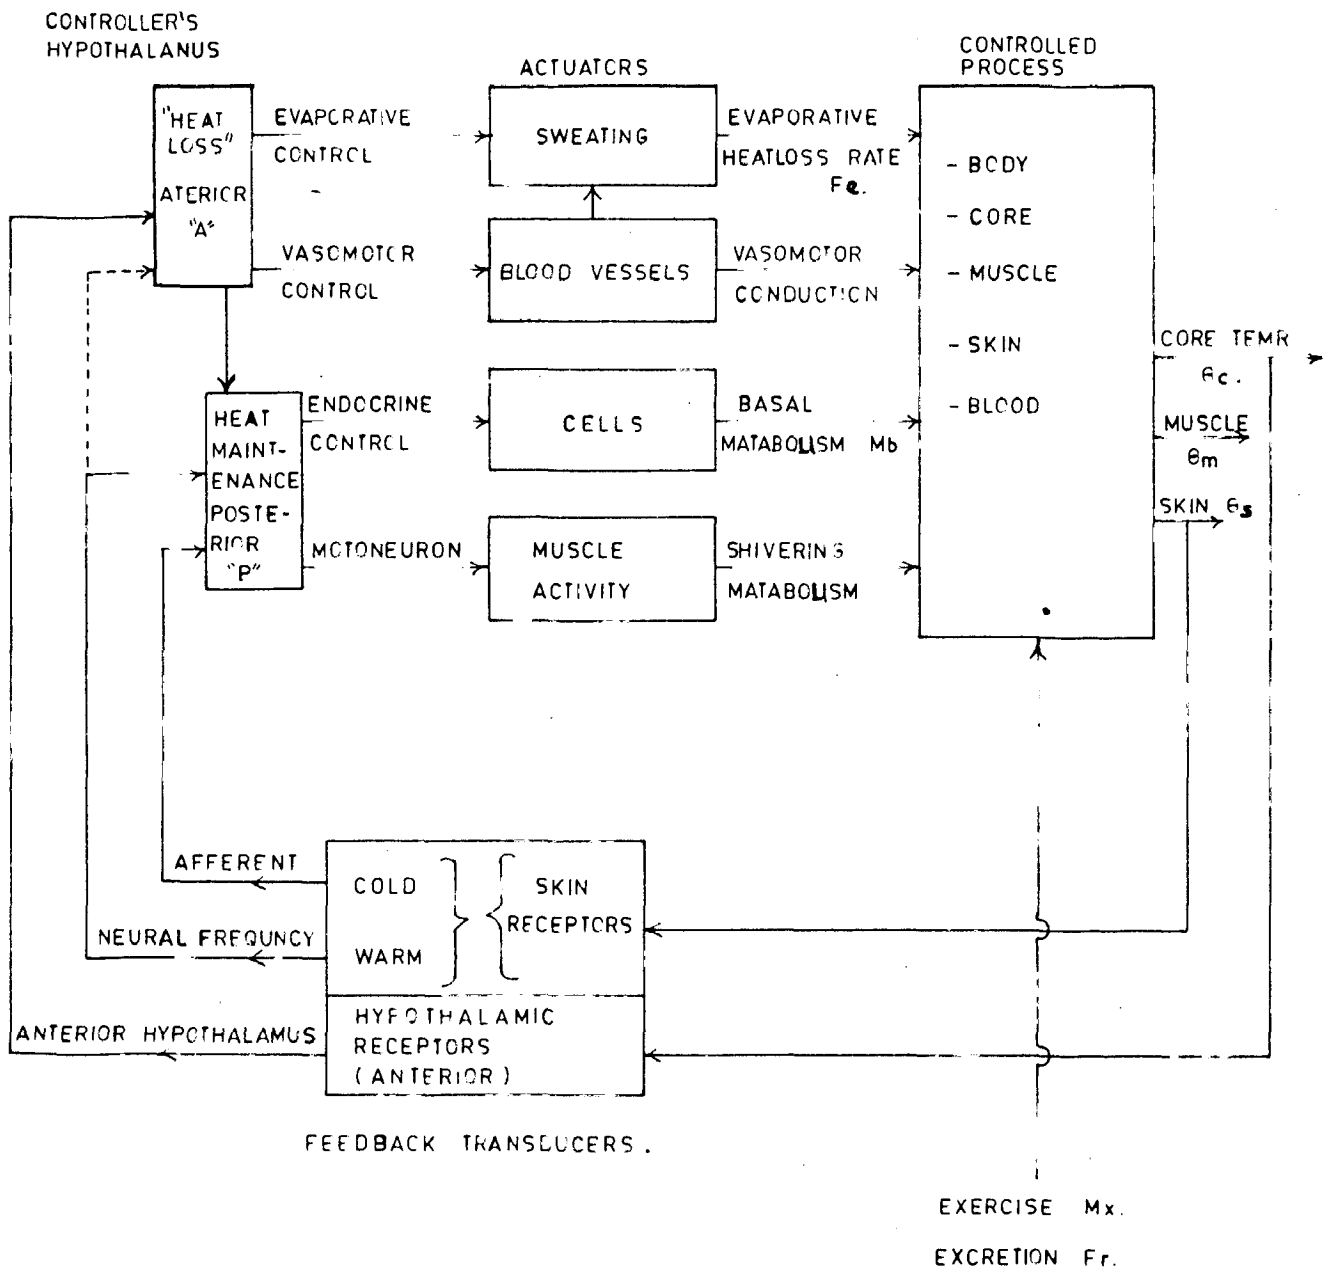 CONTROLLER'S
HYPOTHALANUS
"HEAT
LOSS"
ATERIOR
"A"
EVAPORATIVE
CONTROL
VASOMOTOR
CONTROL
HEAT
MAINT-
ENANCE
POSTE-
RIOR
"P"
ENDOCRINE
CONTROL
MOTONEURON
ACTUATORS
SWEATING
BLOOD VESSELS
CELLS
MUSCLE
ACTIVITY
EVAPORATIVE
HEATLOSS RATE
Fe.
VASOMOTOR
CONDUCTION
BASAL
MATABOLISM Mb
SHIVERING
MATABOLISM
CONTROLLED
PROCESS
- BODY
- CORE
- MUSCLE
- SKIN
- BLOOD
CORE TEMP.
θc.
MUSCLE
θm
SKIN θs
AFFERENT
NEURAL FREQUNCY
ANTERIOR HYPOTHALAMUS
COLD
WARM
SKIN
RECEPTORS
HYPOTHALAMIC
RECEPTORS
(ANTERIOR)
FEEDBACK TRANSDUCERS.
EXERCISE Mx.
EXCRETION Fr.